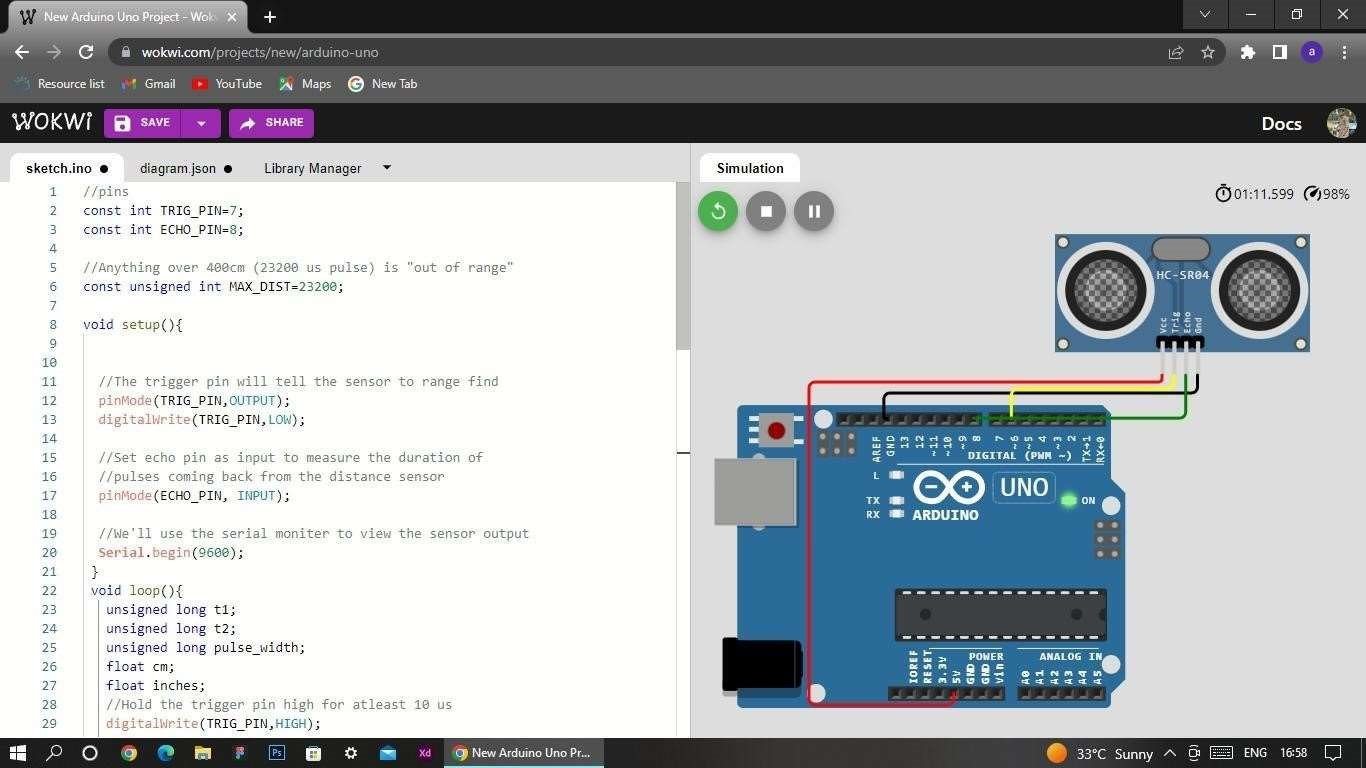 New Arduino Uno Project - Wok
wokwi.com/projects/new/arduino-uno
a
Resource list
Gmail
YouTube
Maps
New Tab
WOKWI
SAVE
SHARE
Docs
sketch.ino
diagram.json
Library Manager
Simulation
1 //pins
2 const int TRIG_PIN=7;
3 const int ECHO_PIN=8;
4
5 //Anything over 400cm (23200 us pulse) is "out of range"
6 const unsigned int MAX_DIST=23200;
7
8 void setup(){
9
10
11 //The trigger pin will tell the sensor to range find
12 pinMode(TRIG_PIN,OUTPUT);
13 digitalWrite(TRIG_PIN,LOW);
14
15 //Set echo pin as input to measure the duration of
16 //pulses coming back from the distance sensor
17 pinMode(ECHO_PIN, INPUT);
18
19 //We'll use the serial moniter to view the sensor output
20 Serial.begin(9600);
21 }
22 void loop(){
23 unsigned long t1;
24 unsigned long t2;
25 unsigned long pulse_width;
26 float cm;
27 float inches;
28 //Hold the trigger pin high for atleast 10 us
29 digitalWrite(TRIG_PIN,HIGH);
01:11.599 98%
HC-SR04
Vcc Trig Echo Gnd
AREF GND 13 12 ~11 ~10 ~9 8 7 ~6 ~5 4 ~3 2 TX→1 RX←0
DIGITAL (PWM ~)
L
TX
RX
UNO
ON
ARDUINO
POWER
ANALOG IN
IOREF RESET 3.3V 5V GND GND Vin A0 A1 A2 A3 A4 A5
Ps
Xd
New Arduino Uno Pr...
33°C Sunny
ENG
16:58